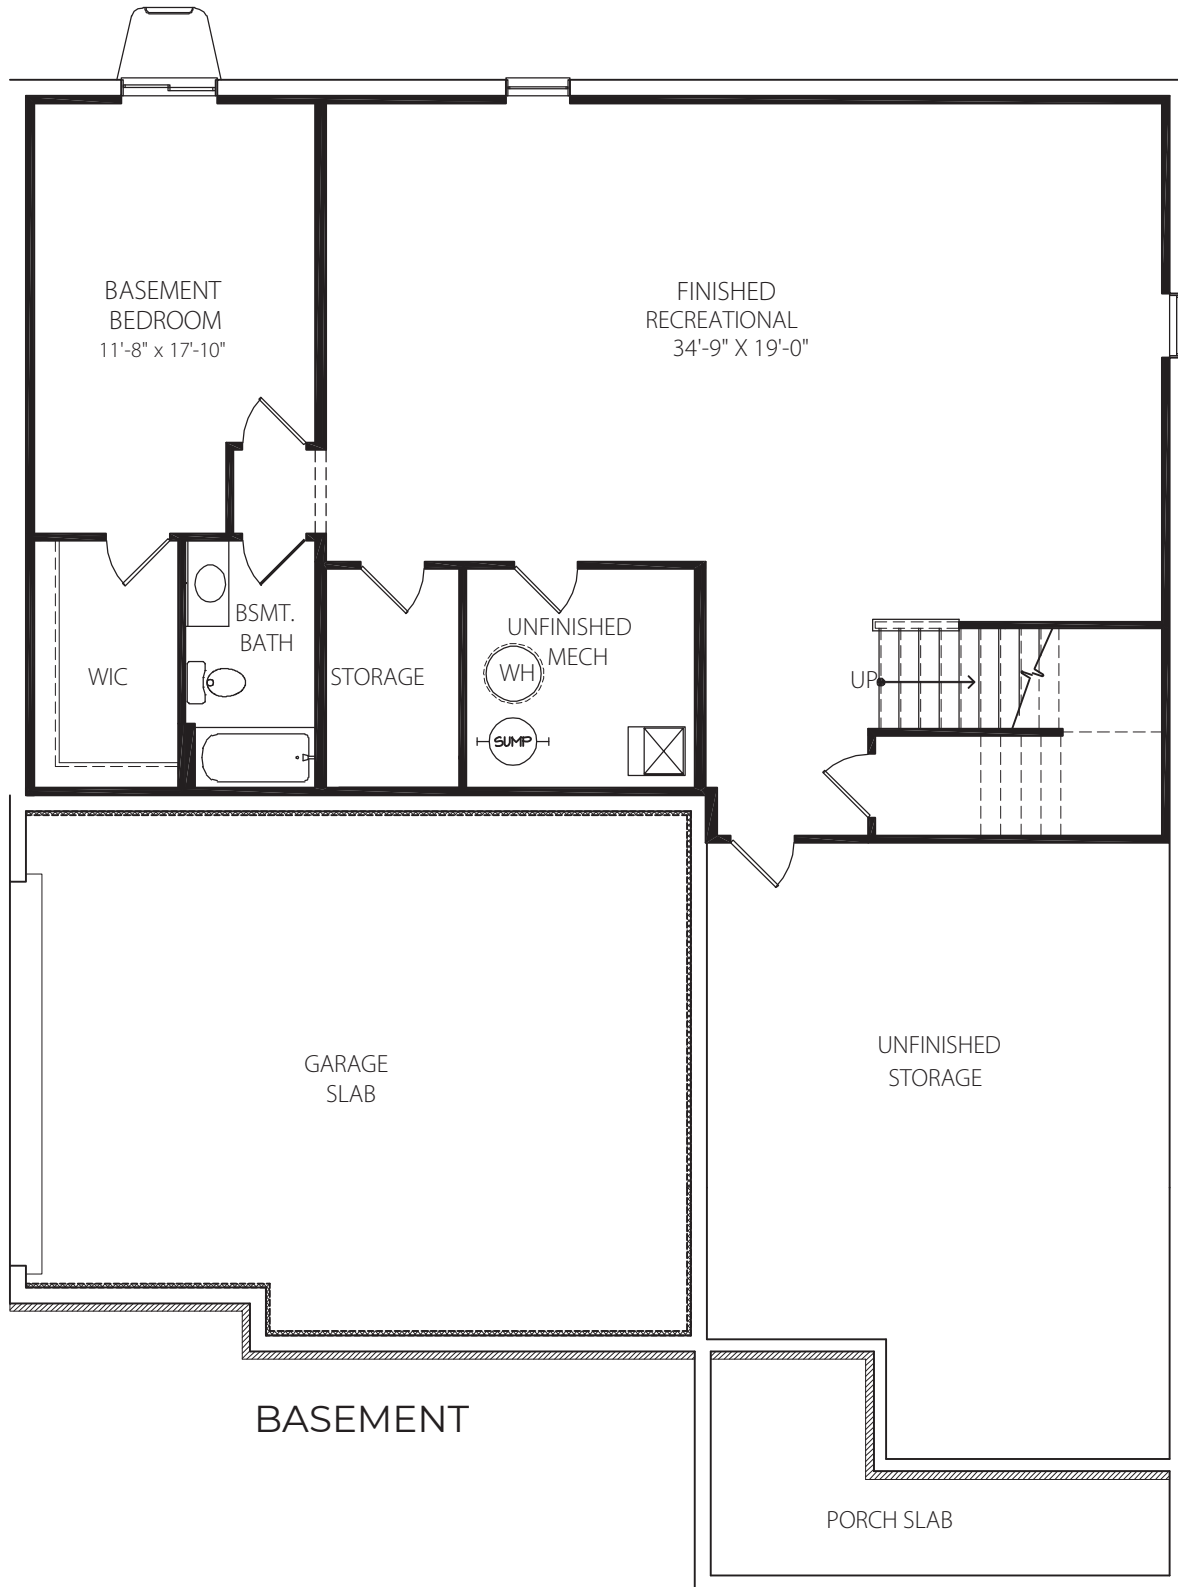 BASEMENT
BEDROOM
11'-8" x 17'-10"
FINISHED
RECREATIONAL
34'-9" X 19'-0"
BSMT.
BATH
WIC
STORAGE
UNFINISHED
MECH
WH
SUMP
UP
GARAGE
SLAB
UNFINISHED
STORAGE
BASEMENT
PORCH SLAB